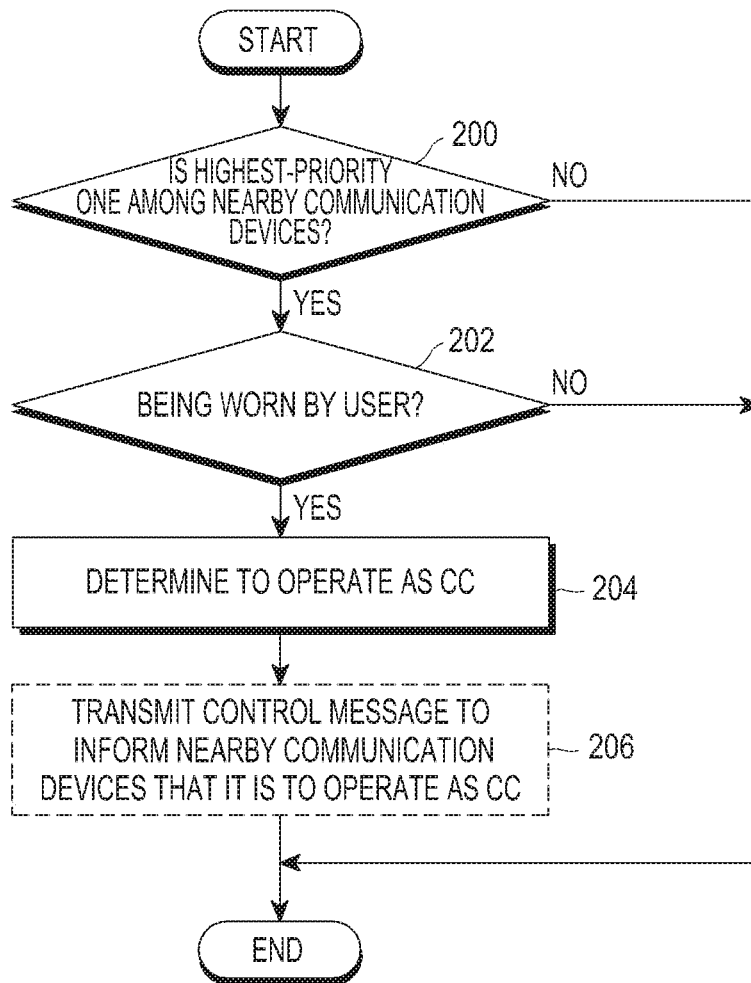 START
200
IS HIGHEST-PRIORITY
ONE AMONG NEARBY COMMUNICATION
DEVICES?
NO
YES
202
BEING WORN BY USER?
NO
YES
DETERMINE TO OPERATE AS CC
204
TRANSMIT CONTROL MESSAGE TO
INFORM NEARBY COMMUNICATION
DEVICES THAT IT IS TO OPERATE AS CC
206
END